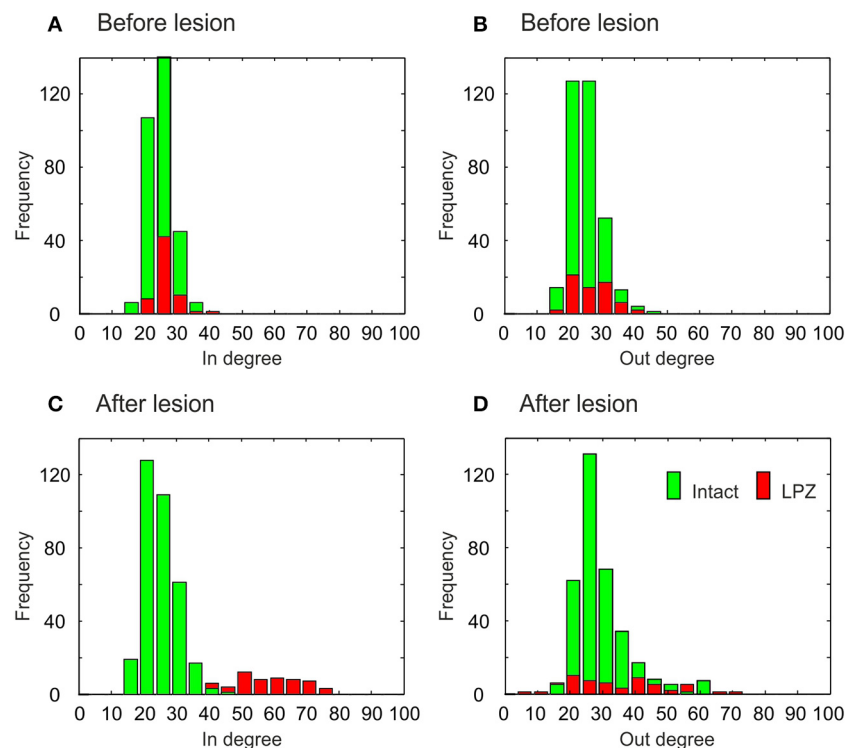 A Before lesion
120
80
40
0
Frequency
0 10 20 30 40 50 60 70 80 90 100
In degree
B Before lesion
120
80
40
0
Frequency
0 10 20 30 40 50 60 70 80 90 100
Out degree
C After lesion
120
80
40
0
Frequency
0 10 20 30 40 50 60 70 80 90 100
In degree
D After lesion
120
80
40
0
Frequency
Intact LPZ
0 10 20 30 40 50 60 70 80 90 100
Out degree